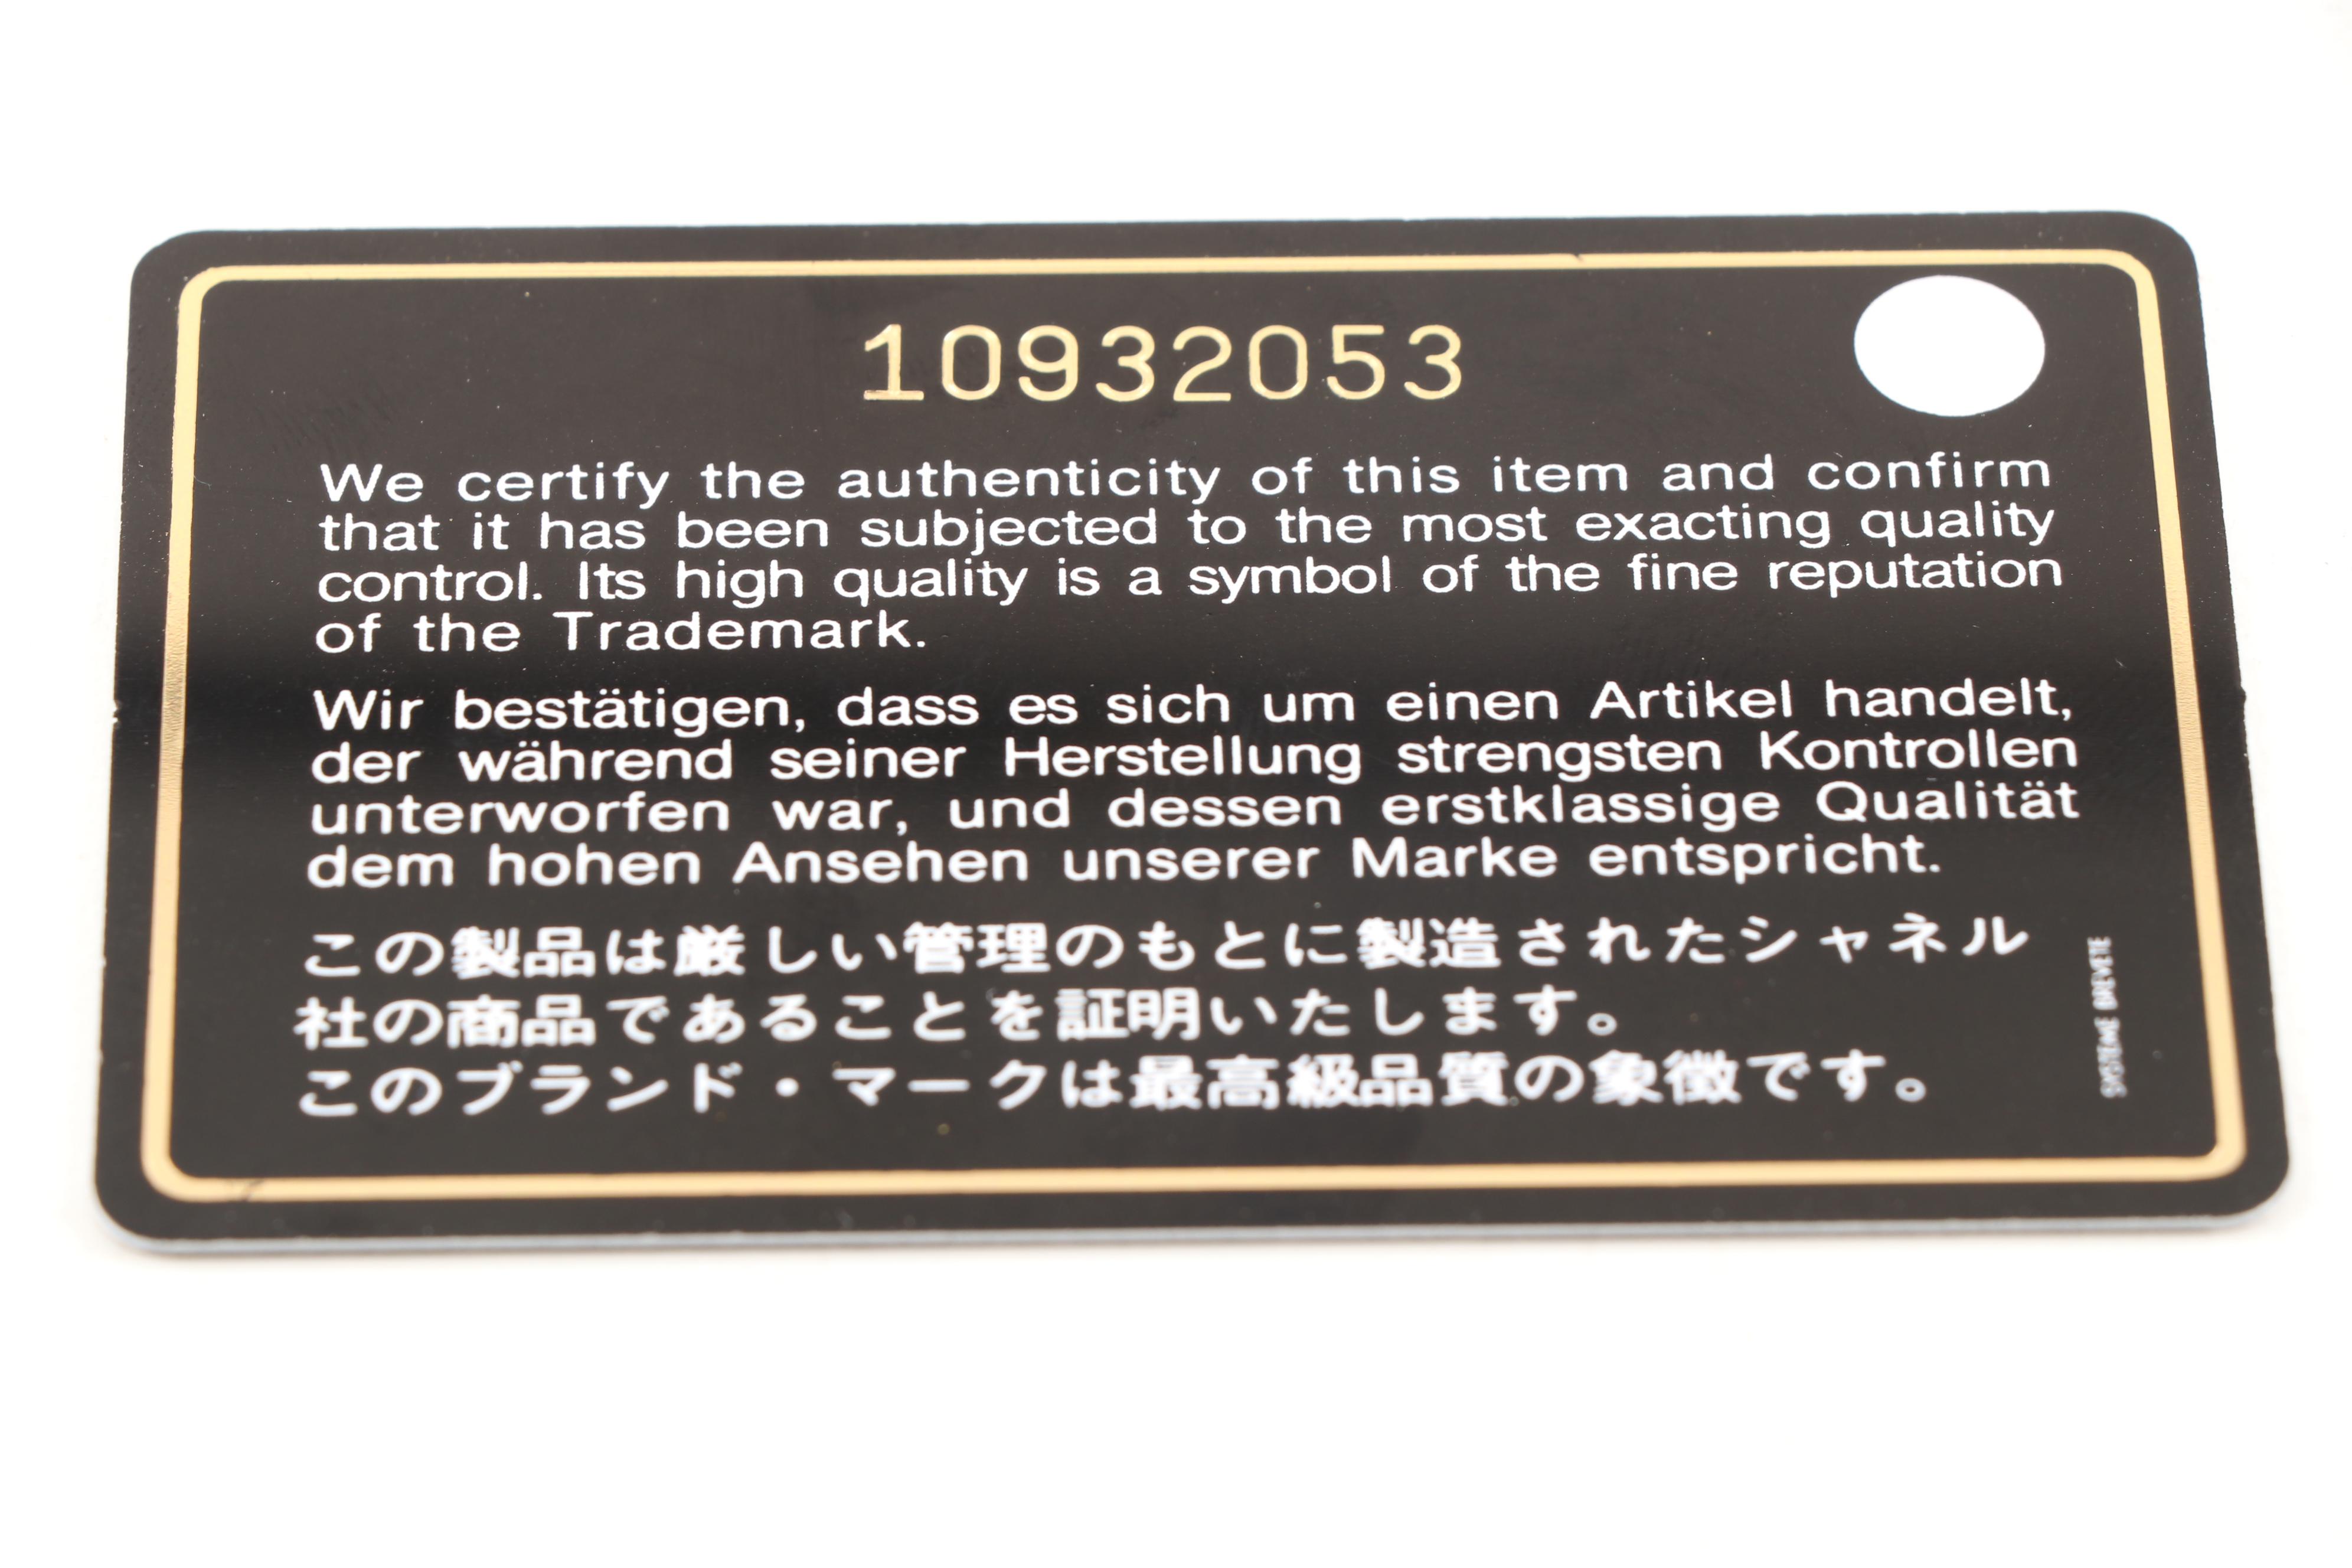 10932053
We certify the authenticity of this item and confirm
that it has been subjected to the most exacting quality
control. Its high quality is a symbol of the fine reputation
of the Trademark.
Wir bestätigen, dass es sich um einen Artikel handelt,
der während seiner Herstellung strengsten Kontrollen
unterworfen war, und dessen erstklassige Qualität
dem hohen Ansehen unserer Marke entspricht.
この製品は厳しい管理のもとに製造されたシャネル
社の商品であることを証明いたします。
このブランド・マークは最高級品質の象徴です。
SYSTEME BREVETE